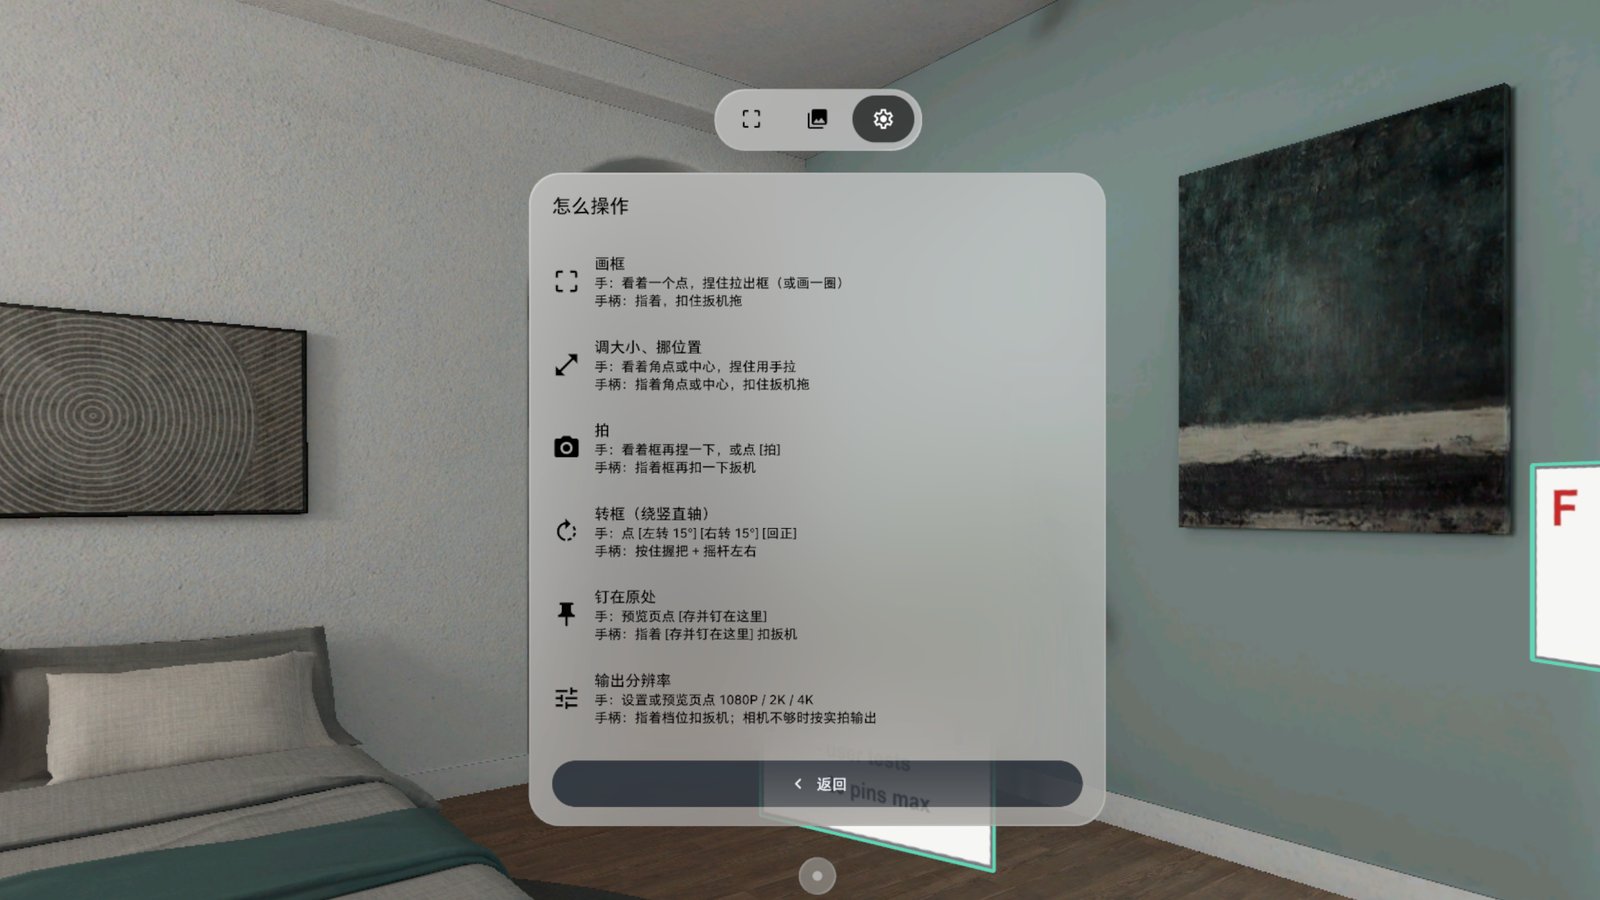 怎么操作
画框
手：看着一个点，捏住拉出框（或画一圈）
手柄：指着，扣住扳机拖
调大小、挪位置
手：看着角点或中心，捏住用手拉
手柄：指着角点或中心，扣住扳机拖
拍
手：看着框再捏一下，或点 [拍]
手柄：指着框再扣一下扳机
转框（绕竖直轴）
手：点 [左转 15°] [右转 15°] [回正]
手柄：按住握把 + 摇杆左右
钉在原处
手：预览页点 [存并钉在这里]
手柄：指着 [存并钉在这里] 扣扳机
输出分辨率
手：设置或预览页点 1080P / 2K / 4K
手柄：指着档位扣扳机；相机不够时按实拍输出
user tests
返回
pins max
F